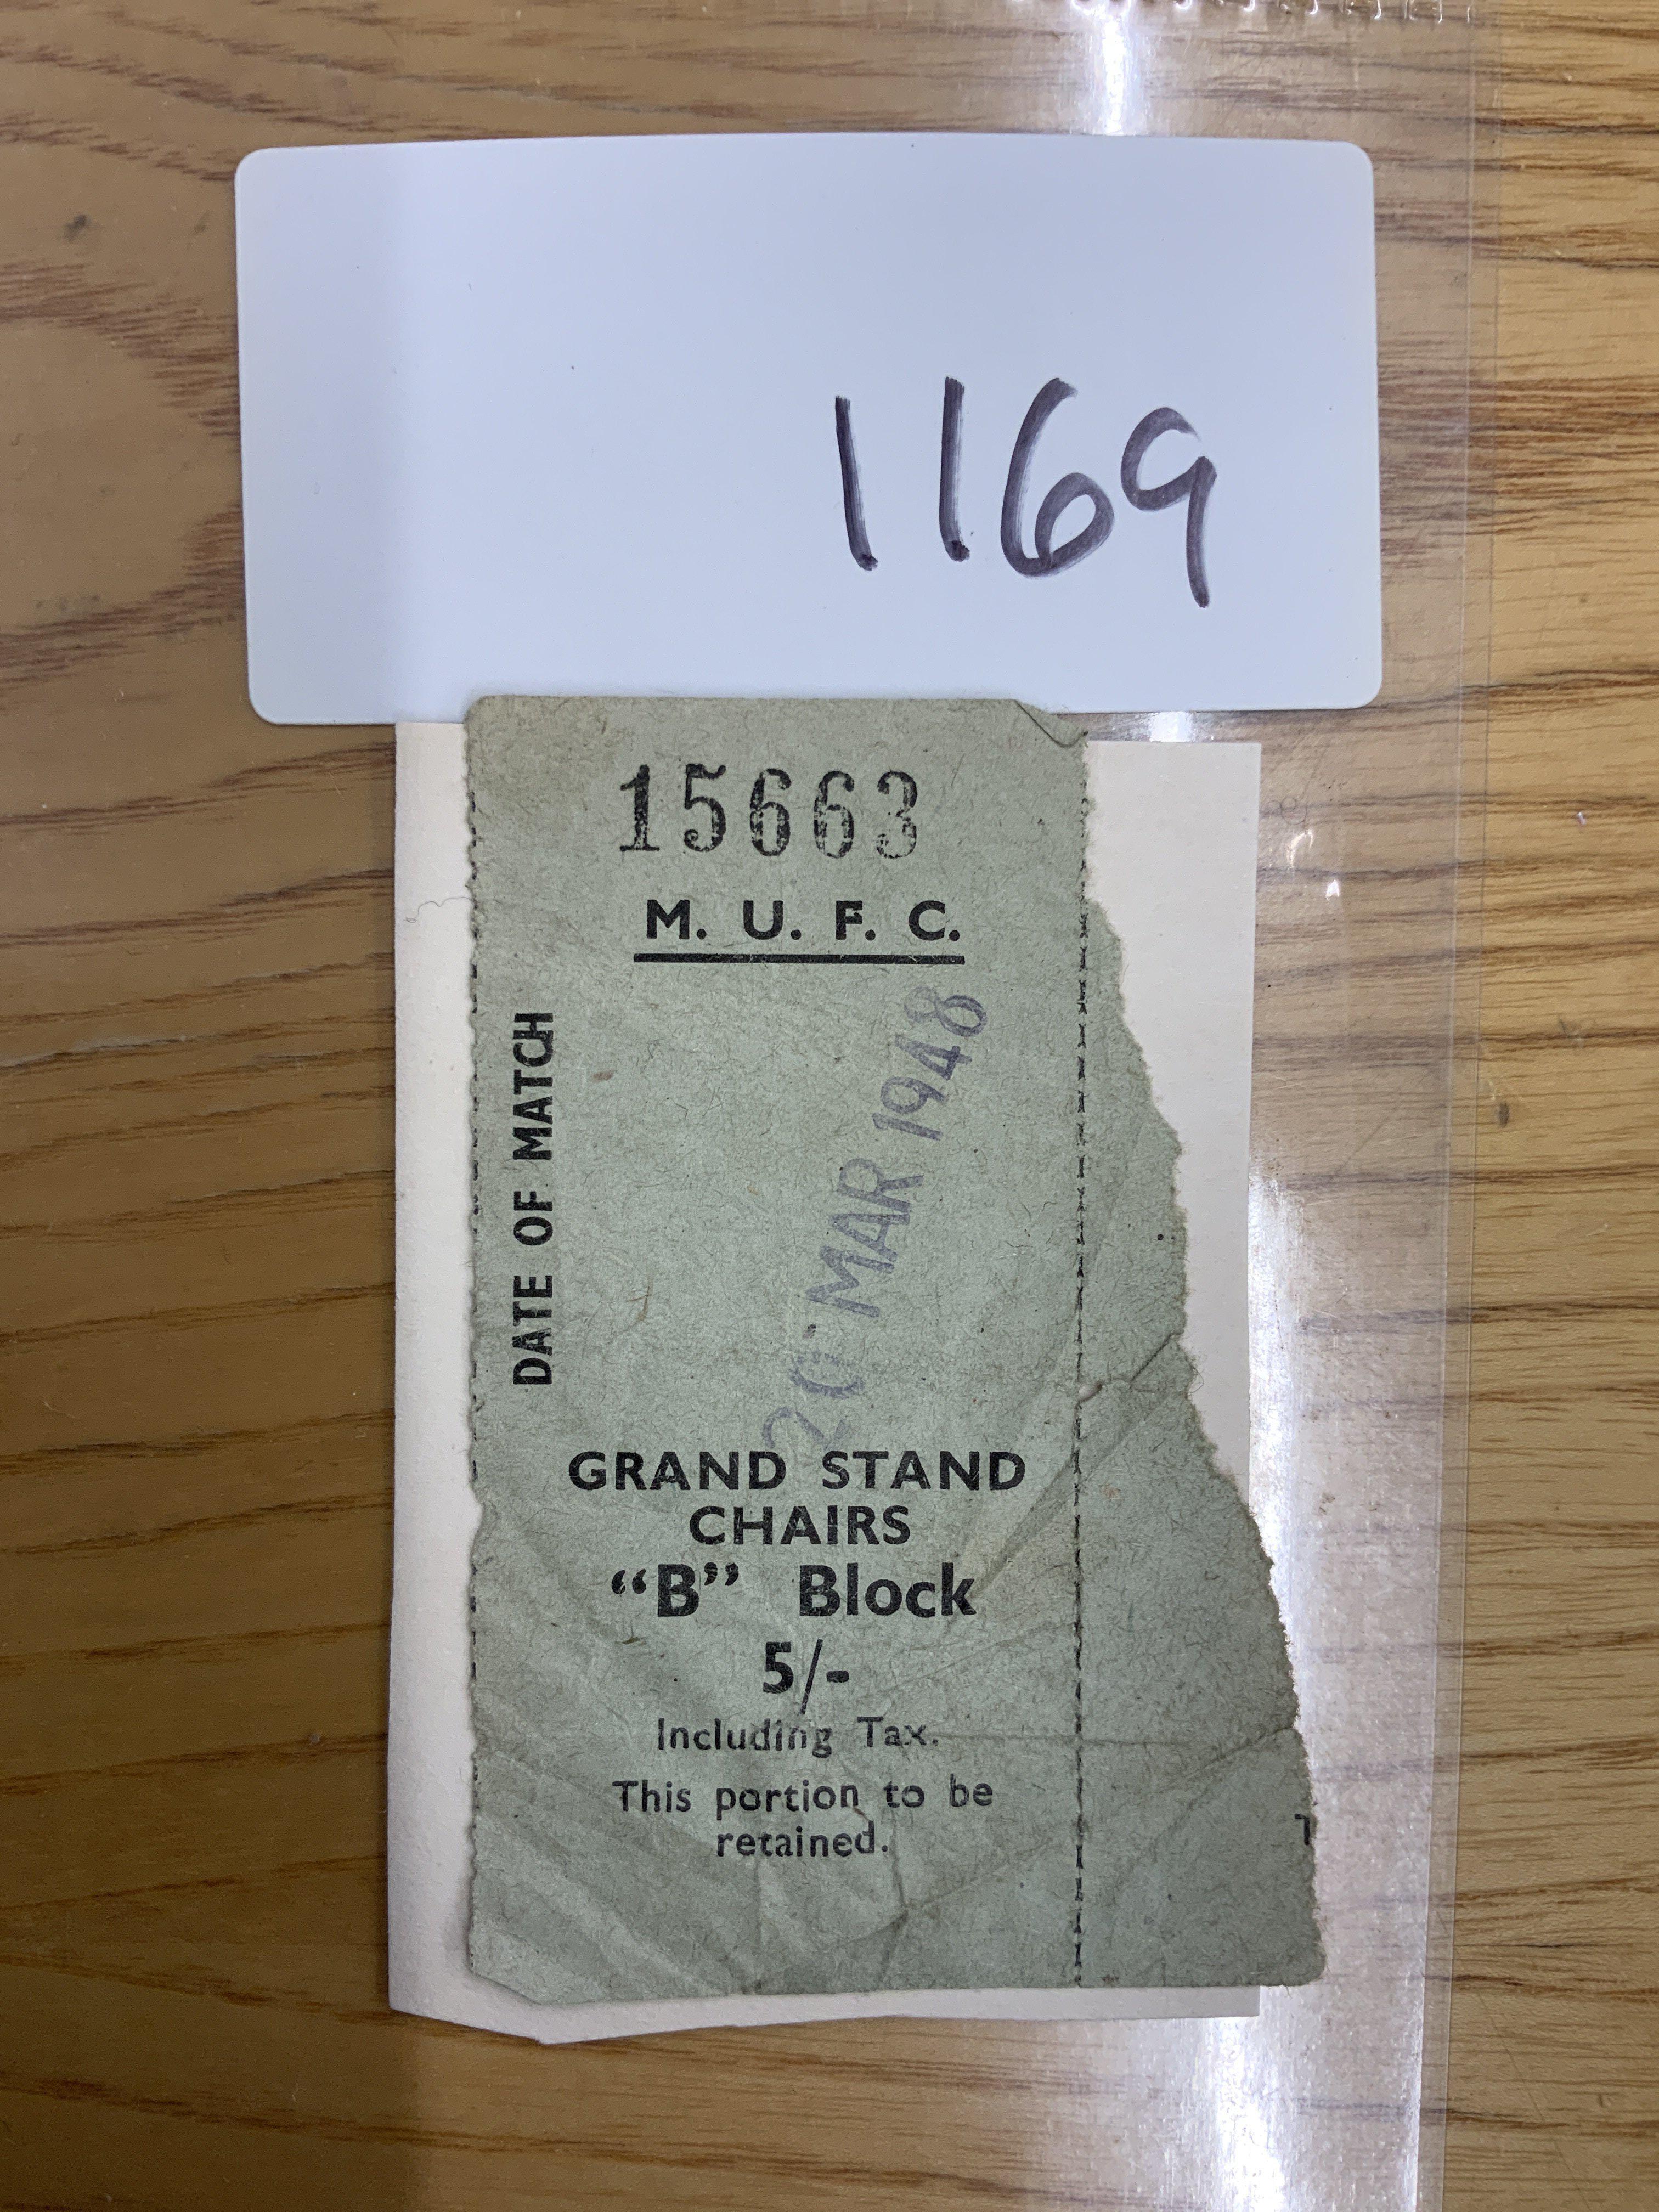 1169
15663
M. U. F. C.
DATE OF MATCH
20 MAR 1948
GRAND STAND
CHAIRS
“B” Block
5/-
Including Tax.
This portion to be
retained.